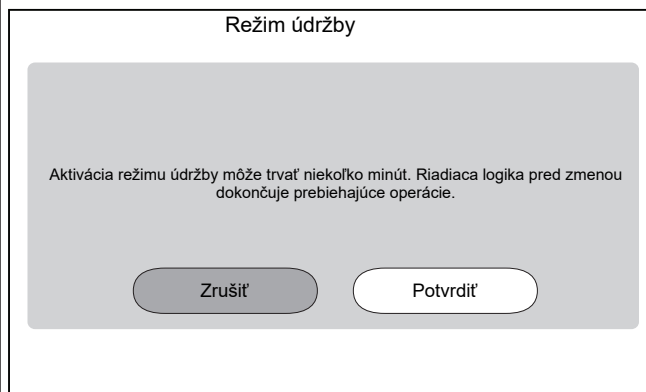 Režim údržby
Aktivácia režimu údržby môže trvať niekoľko minút. Riadiaca logika pred zmenou
dokončuje prebiehajúce operácie.
Zrušiť
Potvrdiť